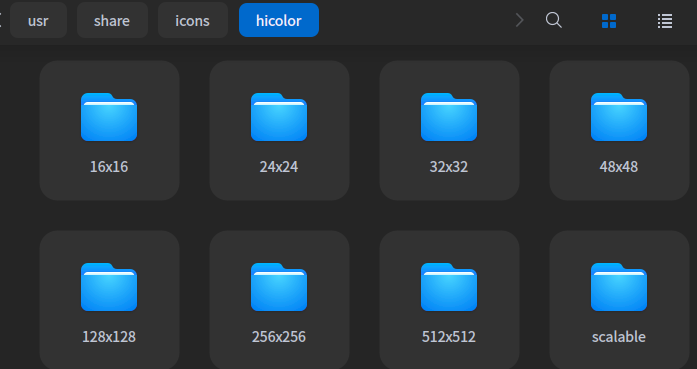 usr share icons hicolor
16x16 24x24 32x32 48x48
128x128 256x256 512x512 scalable